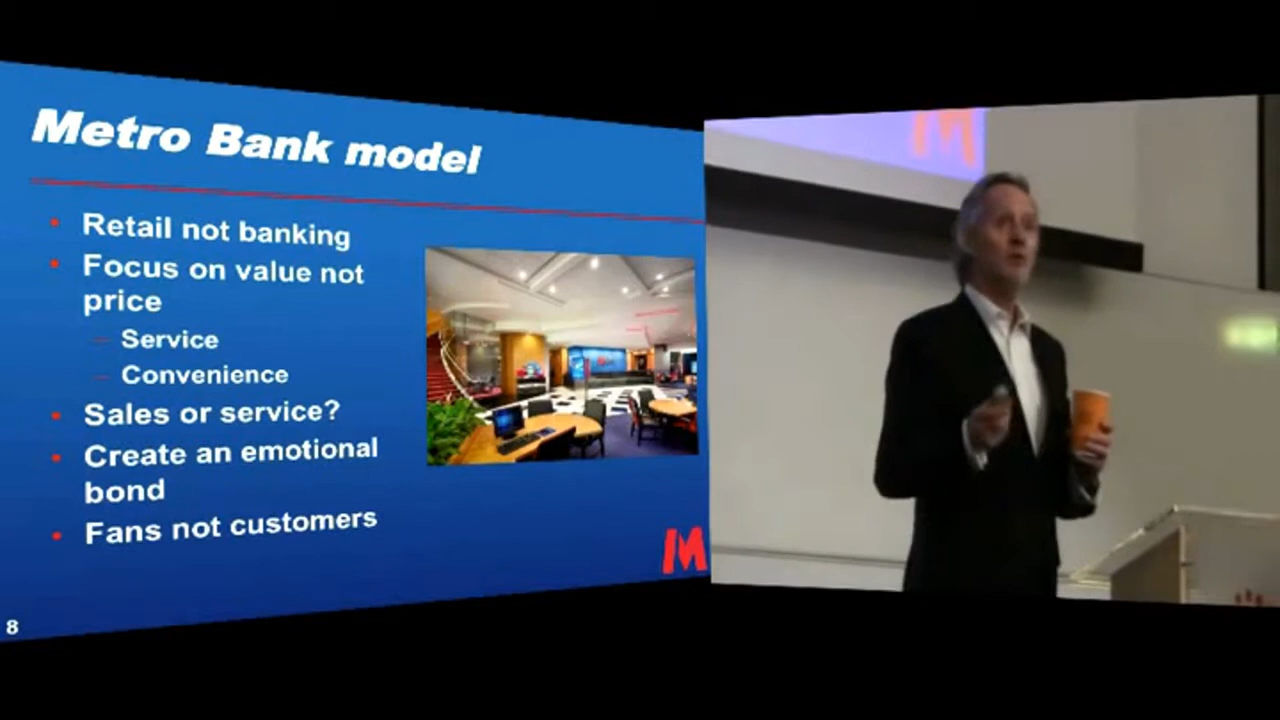 Metro Bank model
Retail not banking
Focus on value not
price
Service
Convenience
Sales or service?
Create an emotional
bond
Fans not customers
M
8
M